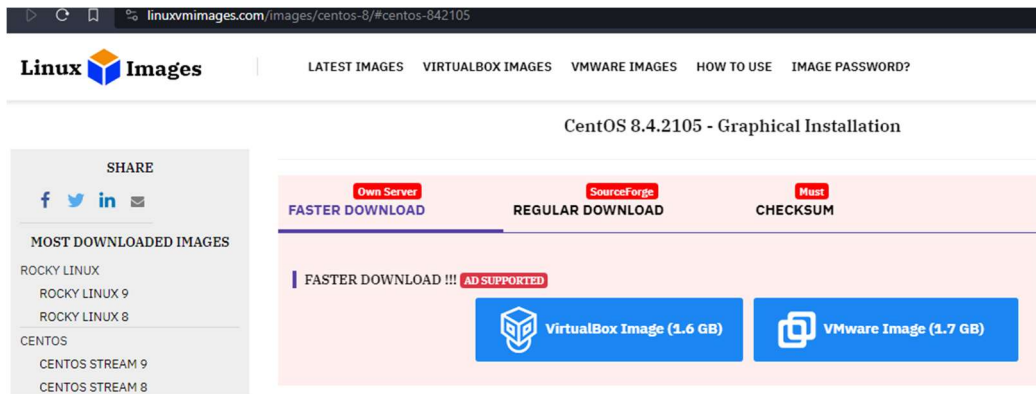 linuxvmimages.com/images/centos-8/#centos-842105
Linux Images
LATEST IMAGES VIRTUALBOX IMAGES VMWARE IMAGES HOW TO USE IMAGE PASSWORD?
CentOS 8.4.2105 - Graphical Installation
SHARE
MOST DOWNLOADED IMAGES
ROCKY LINUX
ROCKY LINUX 9
ROCKY LINUX 8
CENTOS
CENTOS STREAM 9
CENTOS STREAM 8
Own Server
FASTER DOWNLOAD
SourceForge
REGULAR DOWNLOAD
Must
CHECKSUM
FASTER DOWNLOAD !!! AD SUPPORTED
VirtualBox Image (1.6 GB)
VMware Image (1.7 GB)